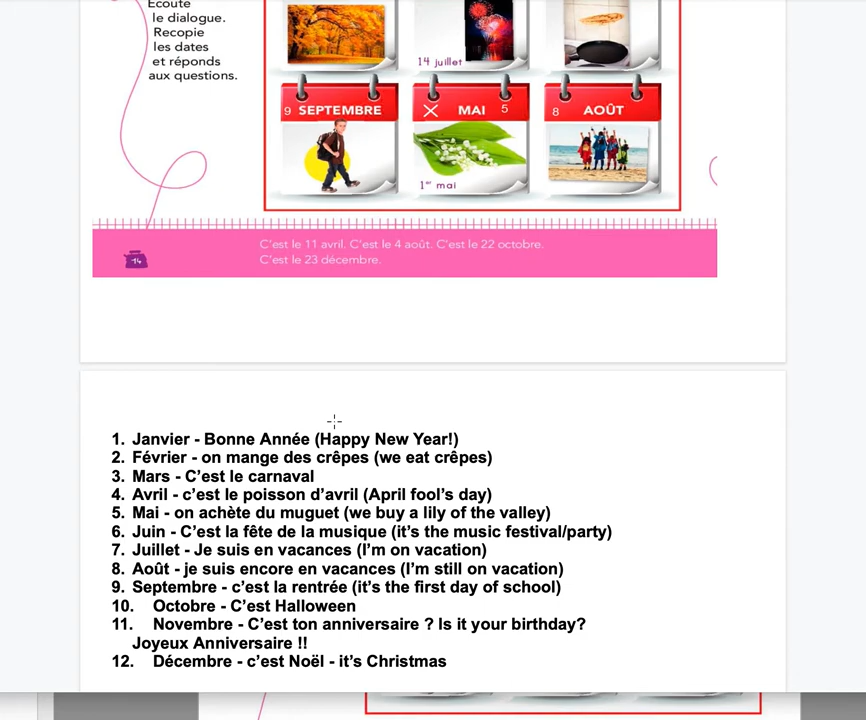 Ecoute
le dialogue.
Recopie
les dates
et réponds
aux questions.
14 juillet
9 SEPTEMBRE
MAI 5
8 AOÛT
1er mai
C'est le 11 avril. C'est le 4 août. C'est le 22 octobre.
C'est le 23 décembre.
14
1. Janvier - Bonne Année (Happy New Year!)
2. Février - on mange des crêpes (we eat crêpes)
3. Mars - C'est le carnaval
4. Avril - c'est le poisson d'avril (April fool's day)
5. Mai - on achète du muguet (we buy a lily of the valley)
6. Juin - C'est la fête de la musique (it's the music festival/party)
7. Juillet - Je suis en vacances (I'm on vacation)
8. Août - je suis encore en vacances (I'm still on vacation)
9. Septembre - c'est la rentrée (it's the first day of school)
10. Octobre - C'est Halloween
11. Novembre - C'est ton anniversaire ? Is it your birthday?
Joyeux Anniversaire !!
12. Décembre - c'est Noël - it's Christmas